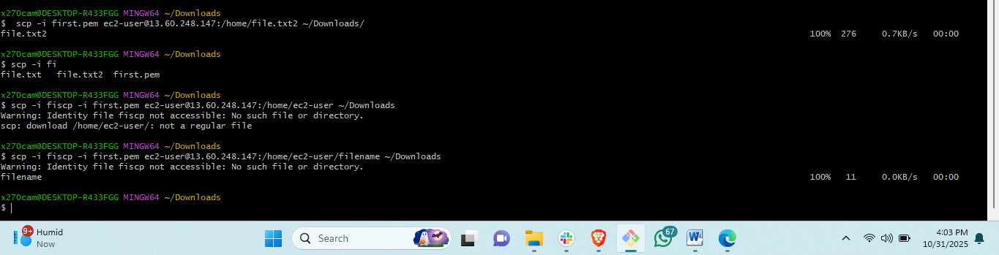 x270cam@DESKTOP-R433FGG MINGW64 ~/Downloads
$  scp -i first.pem ec2-user@13.60.248.147:/home/file.txt2 ~/Downloads/
file.txt2 100% 276 0.7KB/s 00:00
x270cam@DESKTOP-R433FGG MINGW64 ~/Downloads
$ scp -i fi
file.txt   file.txt2  first.pem
x270cam@DESKTOP-R433FGG MINGW64 ~/Downloads
$ scp -i fiscp -i first.pem ec2-user@13.60.248.147:/home/ec2-user ~/Downloads
Warning: Identity file fiscp not accessible: No such file or directory.
scp: download /home/ec2-user/: not a regular file
x270cam@DESKTOP-R433FGG MINGW64 ~/Downloads
$ scp -i fiscp -i first.pem ec2-user@13.60.248.147:/home/ec2-user/filename ~/Downloads
Warning: Identity file fiscp not accessible: No such file or directory.
filename 100% 11 0.0KB/s 00:00
x270cam@DESKTOP-R433FGG MINGW64 ~/Downloads
$
9+
Humid
Now
Search
67
W
4:03 PM
10/31/2025